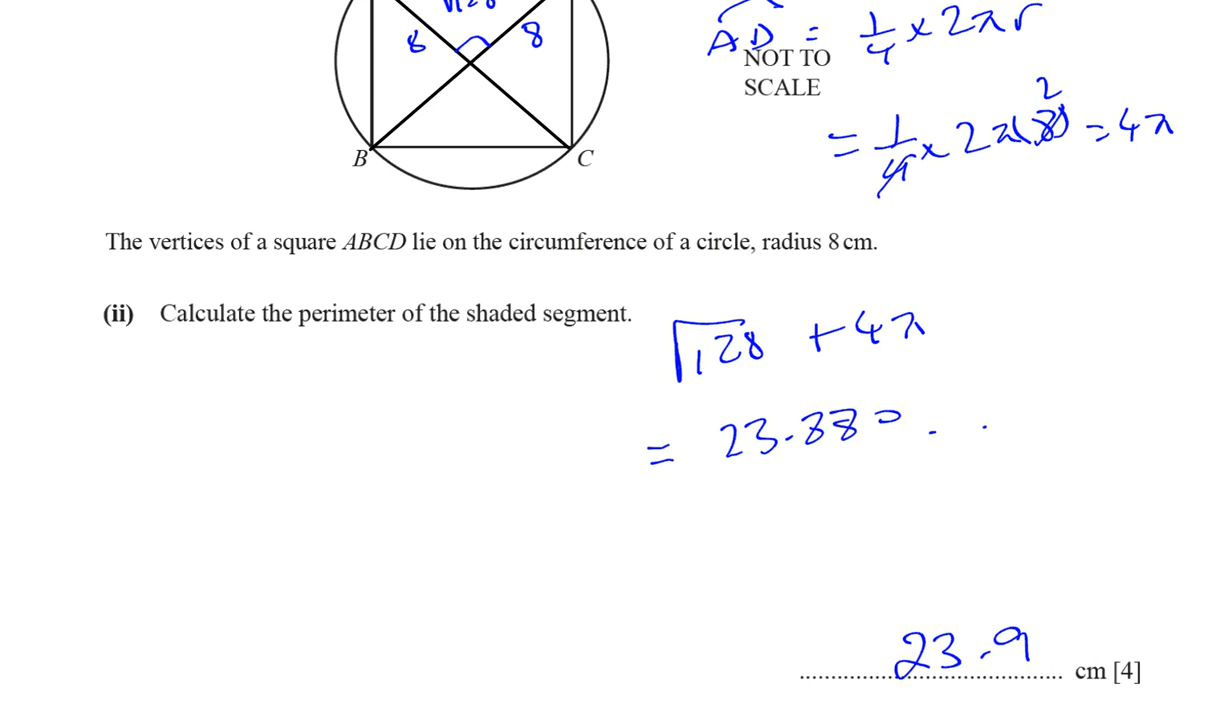 8 8
AD = 1/4 × 2πr
NOT TO
SCALE
= 1/4 × 2π(8) 2 = 4π
B C
The vertices of a square ABCD lie on the circumference of a circle, radius 8 cm.
(ii) Calculate the perimeter of the shaded segment.
√128 + 4π
= 23.880 . .
23.9
cm [4]